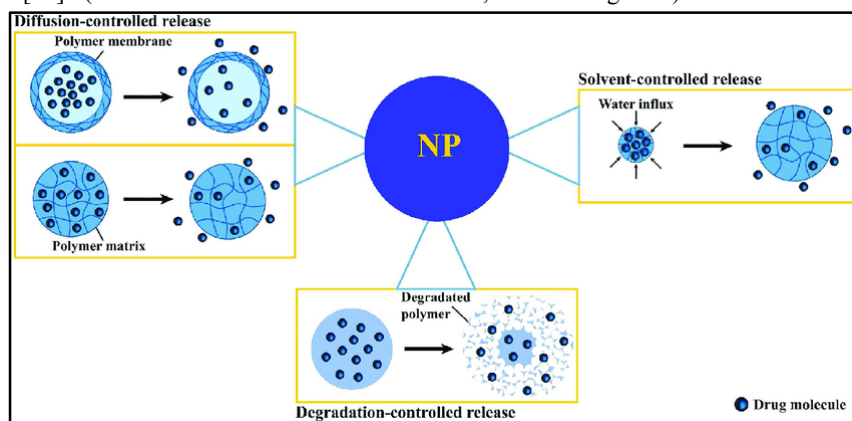 Diffusion-controlled release
Polymer membrane
Polymer matrix
NP
Solvent-controlled release
Water influx
Degraded
polymer
Degradation-controlled release
Drug molecule